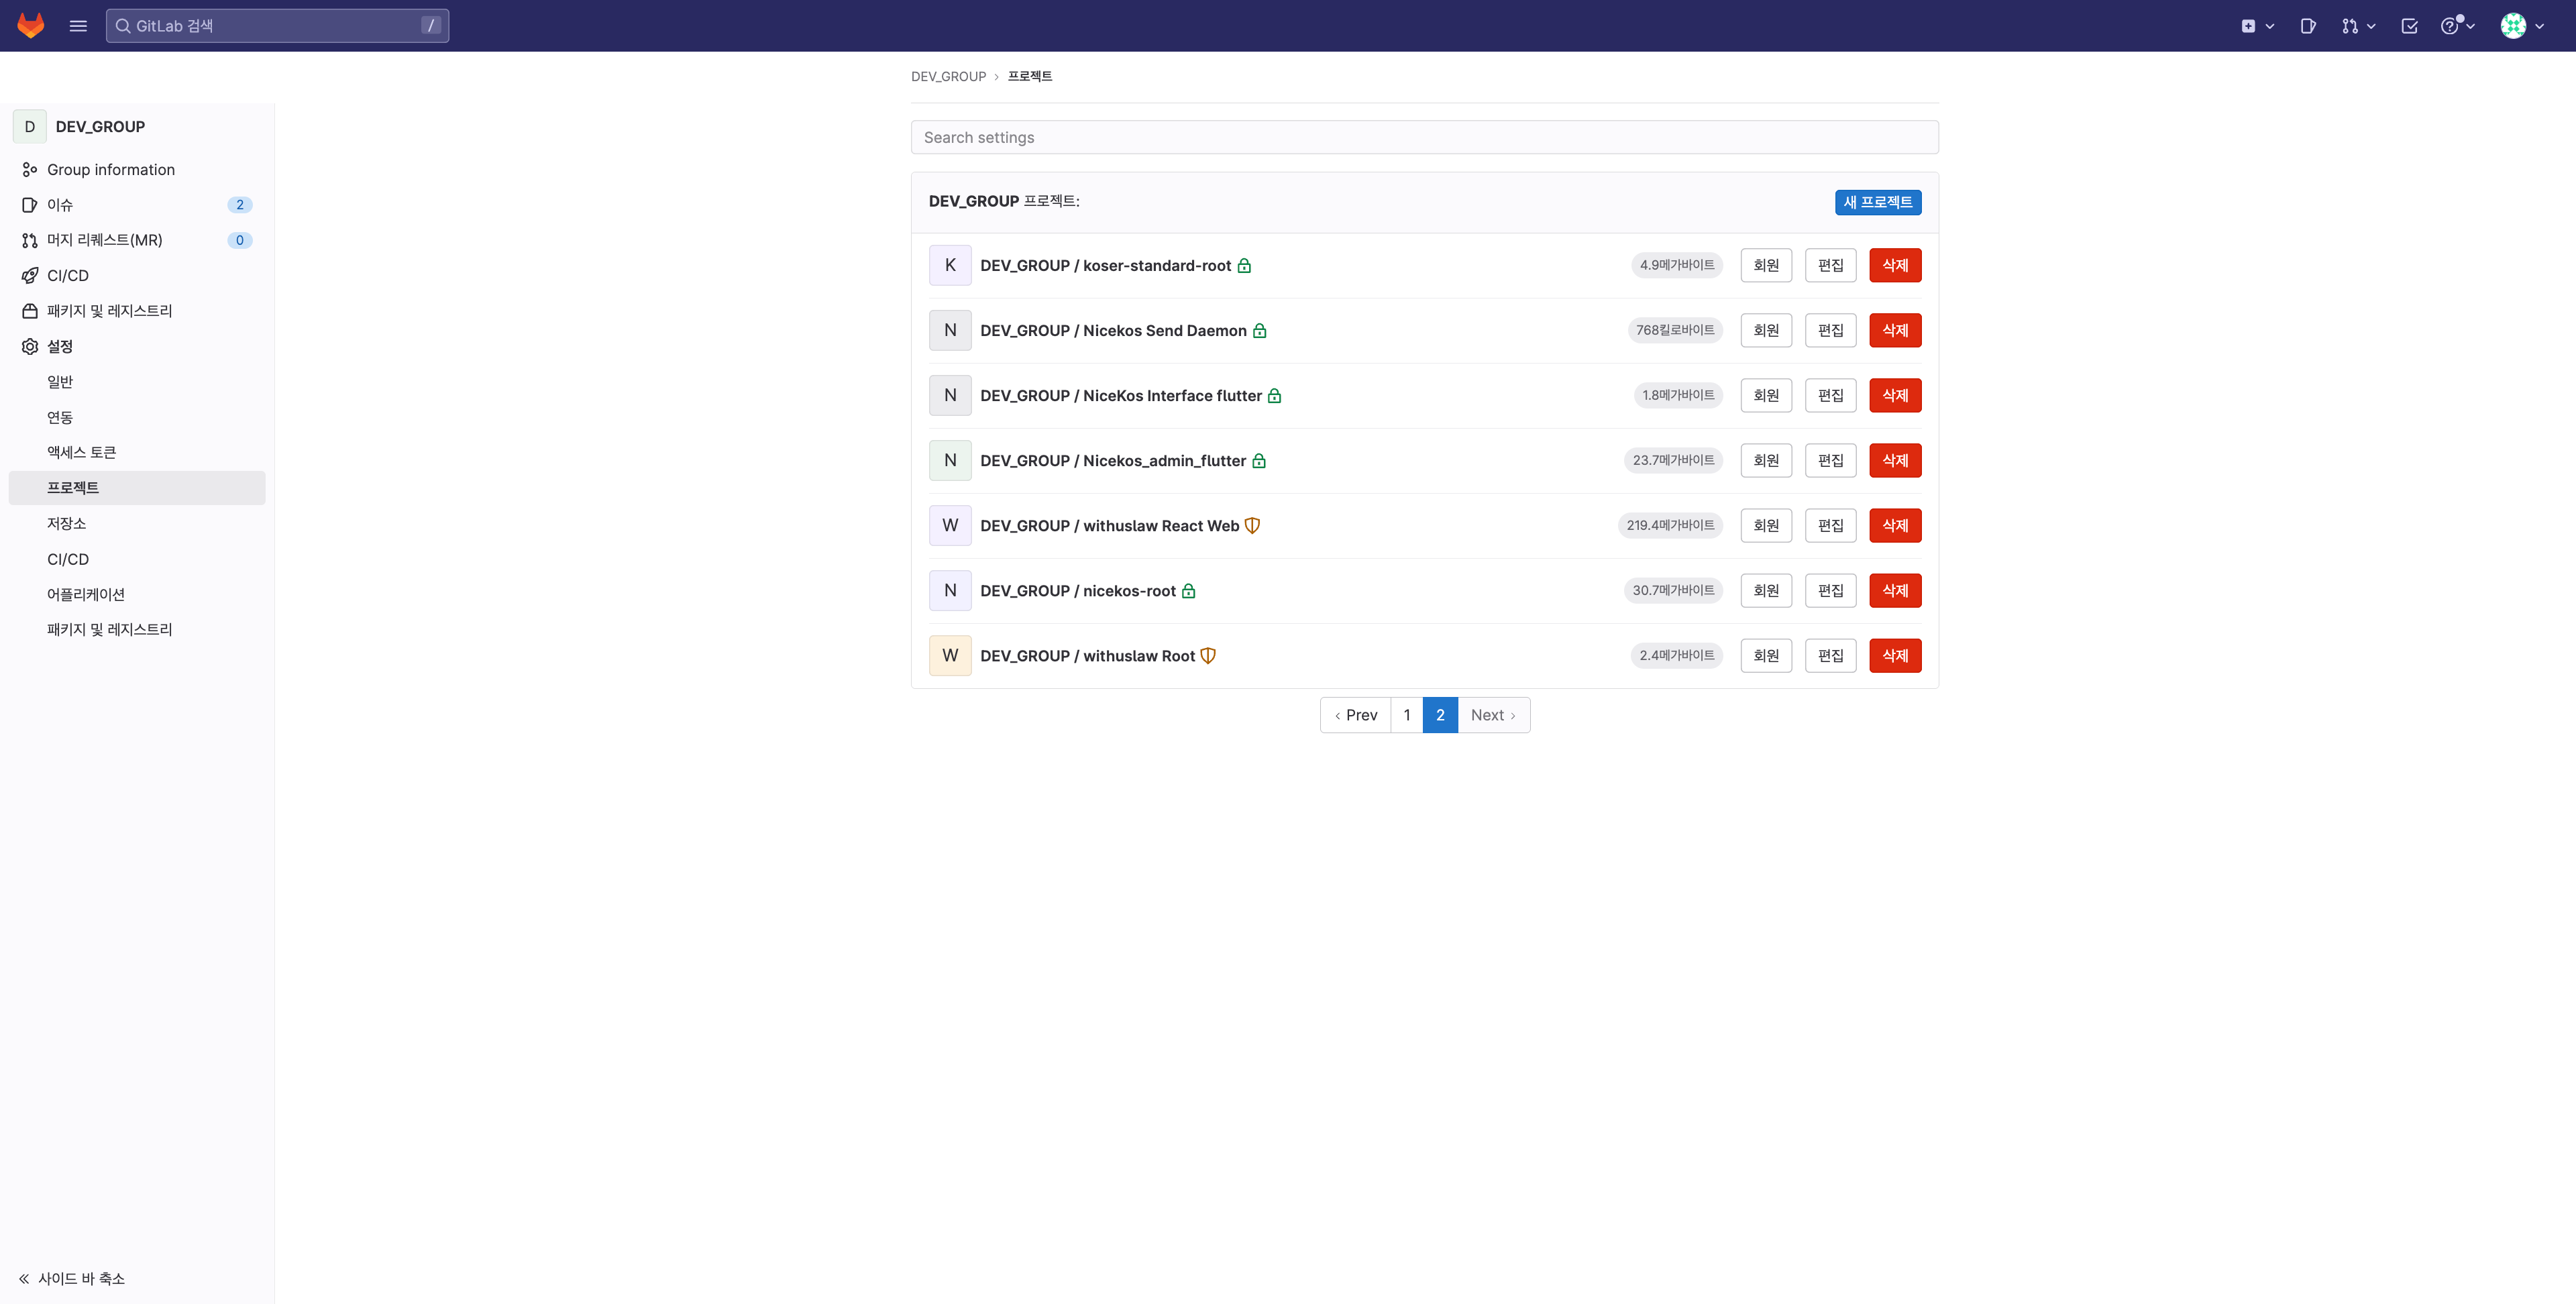 GitLab 검색 /
DEV_GROUP › 프로젝트
D DEV_GROUP
Group information
이슈 2
머지 리퀘스트(MR) 0
CI/CD
패키지 및 레지스트리
설정
일반
연동
액세스 토큰
프로젝트
저장소
CI/CD
어플리케이션
패키지 및 레지스트리
사이드 바 축소
Search settings
DEV_GROUP 프로젝트: 새 프로젝트
K DEV_GROUP / koser-standard-root 4.9메가바이트 회원 편집 삭제
N DEV_GROUP / Nicekos Send Daemon 768킬로바이트 회원 편집 삭제
N DEV_GROUP / NiceKos Interface flutter 1.8메가바이트 회원 편집 삭제
N DEV_GROUP / Nicekos_admin_flutter 23.7메가바이트 회원 편집 삭제
W DEV_GROUP / withuslaw React Web 219.4메가바이트 회원 편집 삭제
N DEV_GROUP / nicekos-root 30.7메가바이트 회원 편집 삭제
W DEV_GROUP / withuslaw Root 2.4메가바이트 회원 편집 삭제
‹ Prev 1 2 Next ›